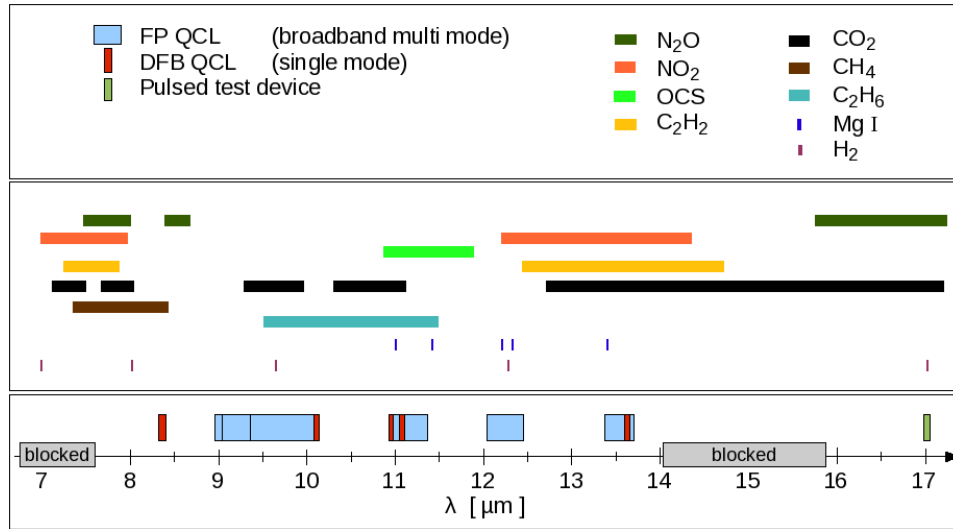 FP QCL (broadband multi mode)
DFB QCL (single mode)
Pulsed test device
N₂O
NO₂
OCS
C₂H₂
CO₂
CH₄
C₂H₆
Mg I
H₂
blocked
blocked
7 8 9 10 11 12 13 14 15 16 17
λ [ µm]